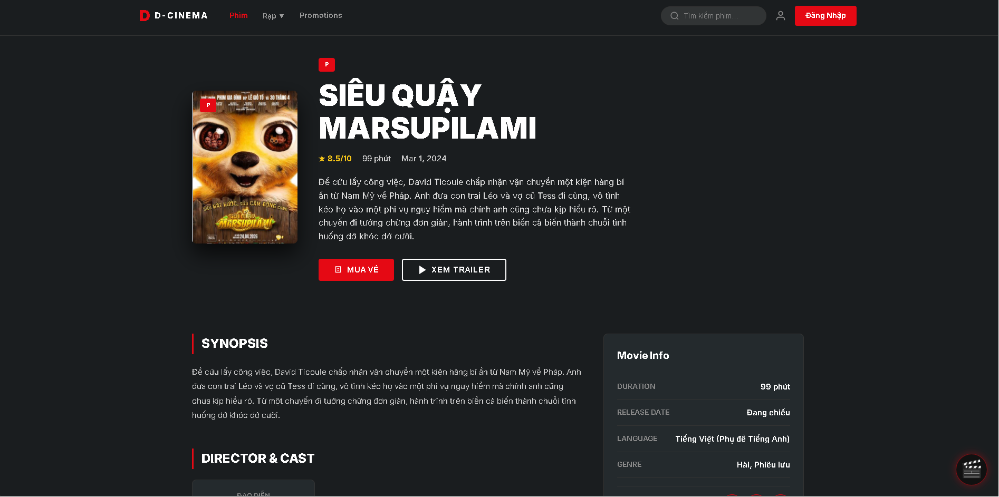 D D-CINEMA
Phim
Rạp ▼
Promotions
Tìm kiếm phim...
Đăng Nhập
P
SIÊU QUẬY
MARSUPILAMI
★ 8.5/10 99 phút Mar 1, 2024
Để cứu lấy công việc, David Ticoule chấp nhận vận chuyển một kiện hàng bí
ẩn từ Nam Mỹ về Pháp. Anh đưa con trai Léo và vợ cũ Tess đi cùng, vô tình
kéo họ vào một phi vụ nguy hiểm mà chính anh cũng chưa kịp hiểu rõ. Từ một
chuyến đi tưởng chừng đơn giản, hành trình trên biển cả biến thành chuỗi tình
huống dở khóc dở cười.
MUA VÉ
XEM TRAILER
PHIM GIA ĐÌNH DỊP LỄ GIỖ TỔ VÀ 30 THÁNG 4
P
SIÊU HÀI HƯỚC, SIÊU CẢM ĐỘNG CÙNG
SIÊU QUẬY
MARSUPILAMI
24.04.2026
SYNOPSIS
Để cứu lấy công việc, David Ticoule chấp nhận vận chuyển một kiện hàng bí ẩn từ Nam Mỹ về Pháp. Anh
đưa con trai Léo và vợ cũ Tess đi cùng, vô tình kéo họ vào một phi vụ nguy hiểm mà chính anh cũng
chưa kịp hiểu rõ. Từ một chuyến đi tưởng chừng đơn giản, hành trình trên biển cả biến thành chuỗi tình
huống dở khóc dở cười.
DIRECTOR & CAST
ĐẠO DIỄN
Movie Info
DURATION 99 phút
RELEASE DATE Đang chiếu
LANGUAGE Tiếng Việt (Phụ đề Tiếng Anh)
GENRE Hài, Phiêu lưu